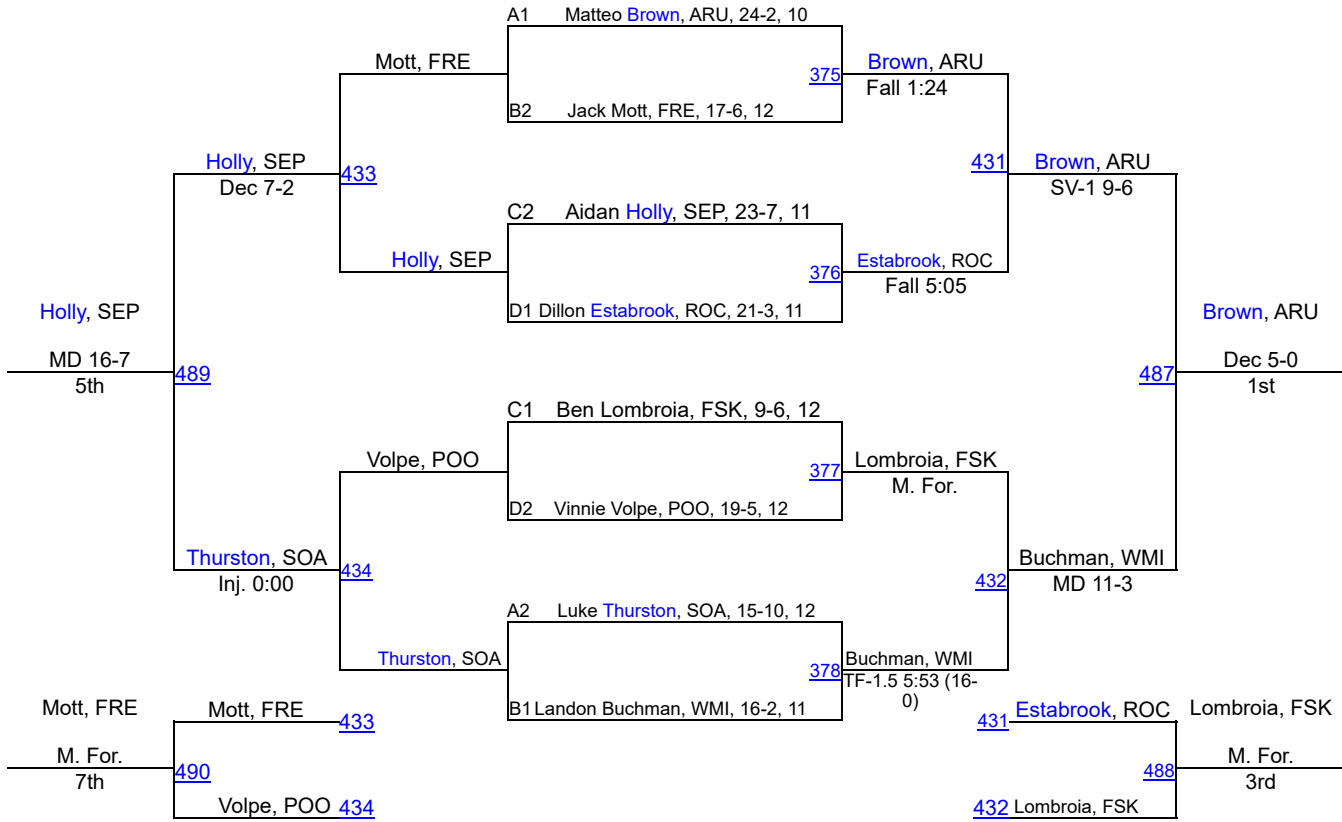 A1 Matteo Brown, ARU, 24-2, 10
Mott, FRE
375
Brown, ARU
Fall 1:24
B2 Jack Mott, FRE, 17-6, 12
Holly, SEP
Dec 7-2
433
431
Brown, ARU
SV-1 9-6
C2 Aidan Holly, SEP, 23-7, 11
Holly, SEP
376
Estabrook, ROC
Fall 5:05
D1 Dillon Estabrook, ROC, 21-3, 11
Holly, SEP
MD 16-7
5th
489
487
Brown, ARU
Dec 5-0
1st
C1 Ben Lombroia, FSK, 9-6, 12
Volpe, POO
377
Lombroia, FSK
M. For.
D2 Vinnie Volpe, POO, 19-5, 12
Thurston, SOA
Inj. 0:00
434
432
Buchman, WMI
MD 11-3
A2 Luke Thurston, SOA, 15-10, 12
Thurston, SOA
378
Buchman, WMI
TF-1.5 5:53 (16-
0)
B1 Landon Buchman, WMI, 16-2, 11
Mott, FRE
Mott, FRE
433
M. For.
7th
490
Volpe, POO
434
431
Estabrook, ROC
Lombroia, FSK
488
M. For.
3rd
432
Lombroia, FSK